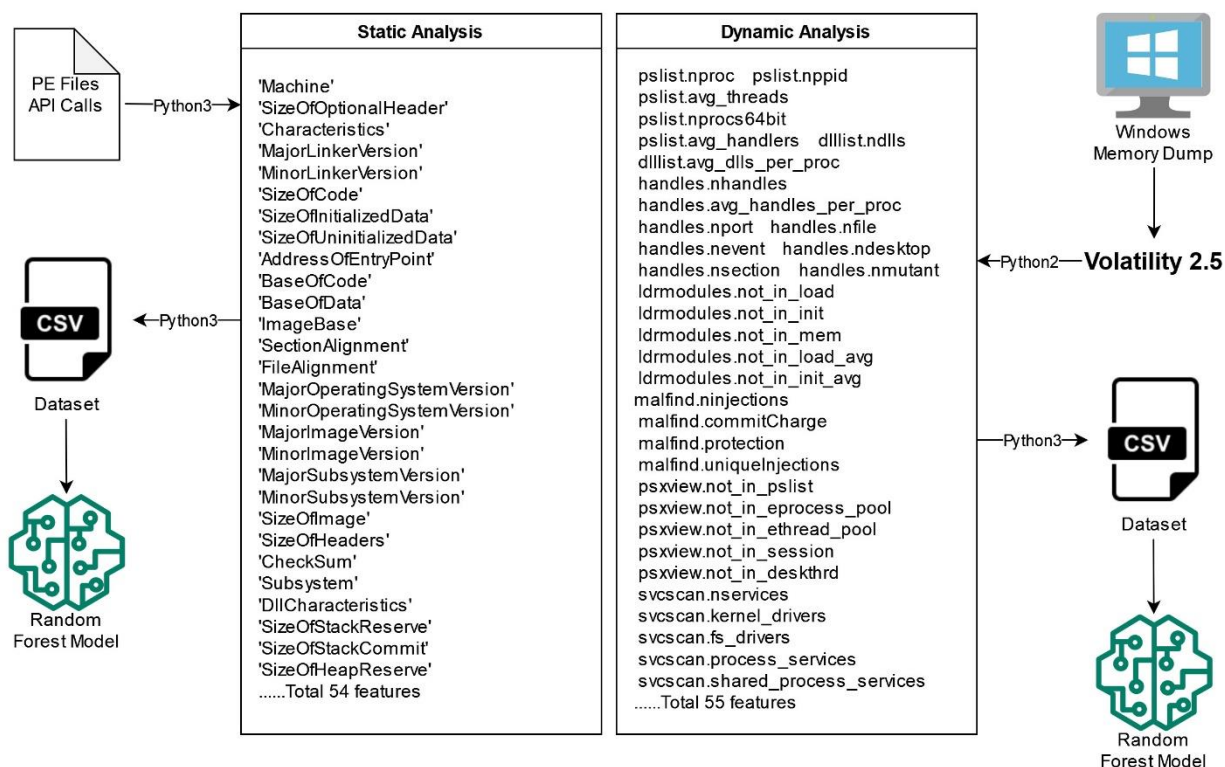 PE Files
API Calls
Python3
Python3
CSV
Dataset
Random
Forest Model
Static Analysis
'Machine'
'SizeOfOptionalHeader'
'Characteristics'
'MajorLinkerVersion'
'MinorLinkerVersion'
'SizeOfCode'
'SizeOfInitializedData'
'SizeOfUninitializedData'
'AddressOfEntryPoint'
'BaseOfCode'
'BaseOfData'
'ImageBase'
'SectionAlignment'
'FileAlignment'
'MajorOperatingSystemVersion'
'MinorOperatingSystemVersion'
'MajorImageVersion'
'MinorImageVersion'
'MajorSubsystemVersion'
'MinorSubsystemVersion'
'SizeOfImage'
'SizeOfHeaders'
'CheckSum'
'Subsystem'
'DllCharacteristics'
'SizeOfStackReserve'
'SizeOfStackCommit'
'SizeOfHeapReserve'
......Total 54 features
Dynamic Analysis
pslist.nproc pslist.nppid
pslist.avg_threads
pslist.nprocs64bit
pslist.avg_handlers dlllist.ndlls
dlllist.avg_dlls_per_proc
handles.nhandles
handles.avg_handles_per_proc
handles.nport handles.nfile
handles.nevent handles.ndesktop
handles.nsection handles.nmutant
ldrmodules.not_in_load
ldrmodules.not_in_init
ldrmodules.not_in_mem
ldrmodules.not_in_load_avg
ldrmodules.not_in_init_avg
malfind.ninjections
malfind.commitCharge
malfind.protection
malfind.uniqueInjections
psxview.not_in_pslist
psxview.not_in_eprocess_pool
psxview.not_in_ethread_pool
psxview.not_in_session
psxview.not_in_deskthrd
svcscan.nservices
svcscan.kernel_drivers
svcscan.fs_drivers
svcscan.process_services
svcscan.shared_process_services
......Total 55 features
Windows
Memory Dump
Python2
Volatility 2.5
Python3
CSV
Dataset
Random
Forest Model